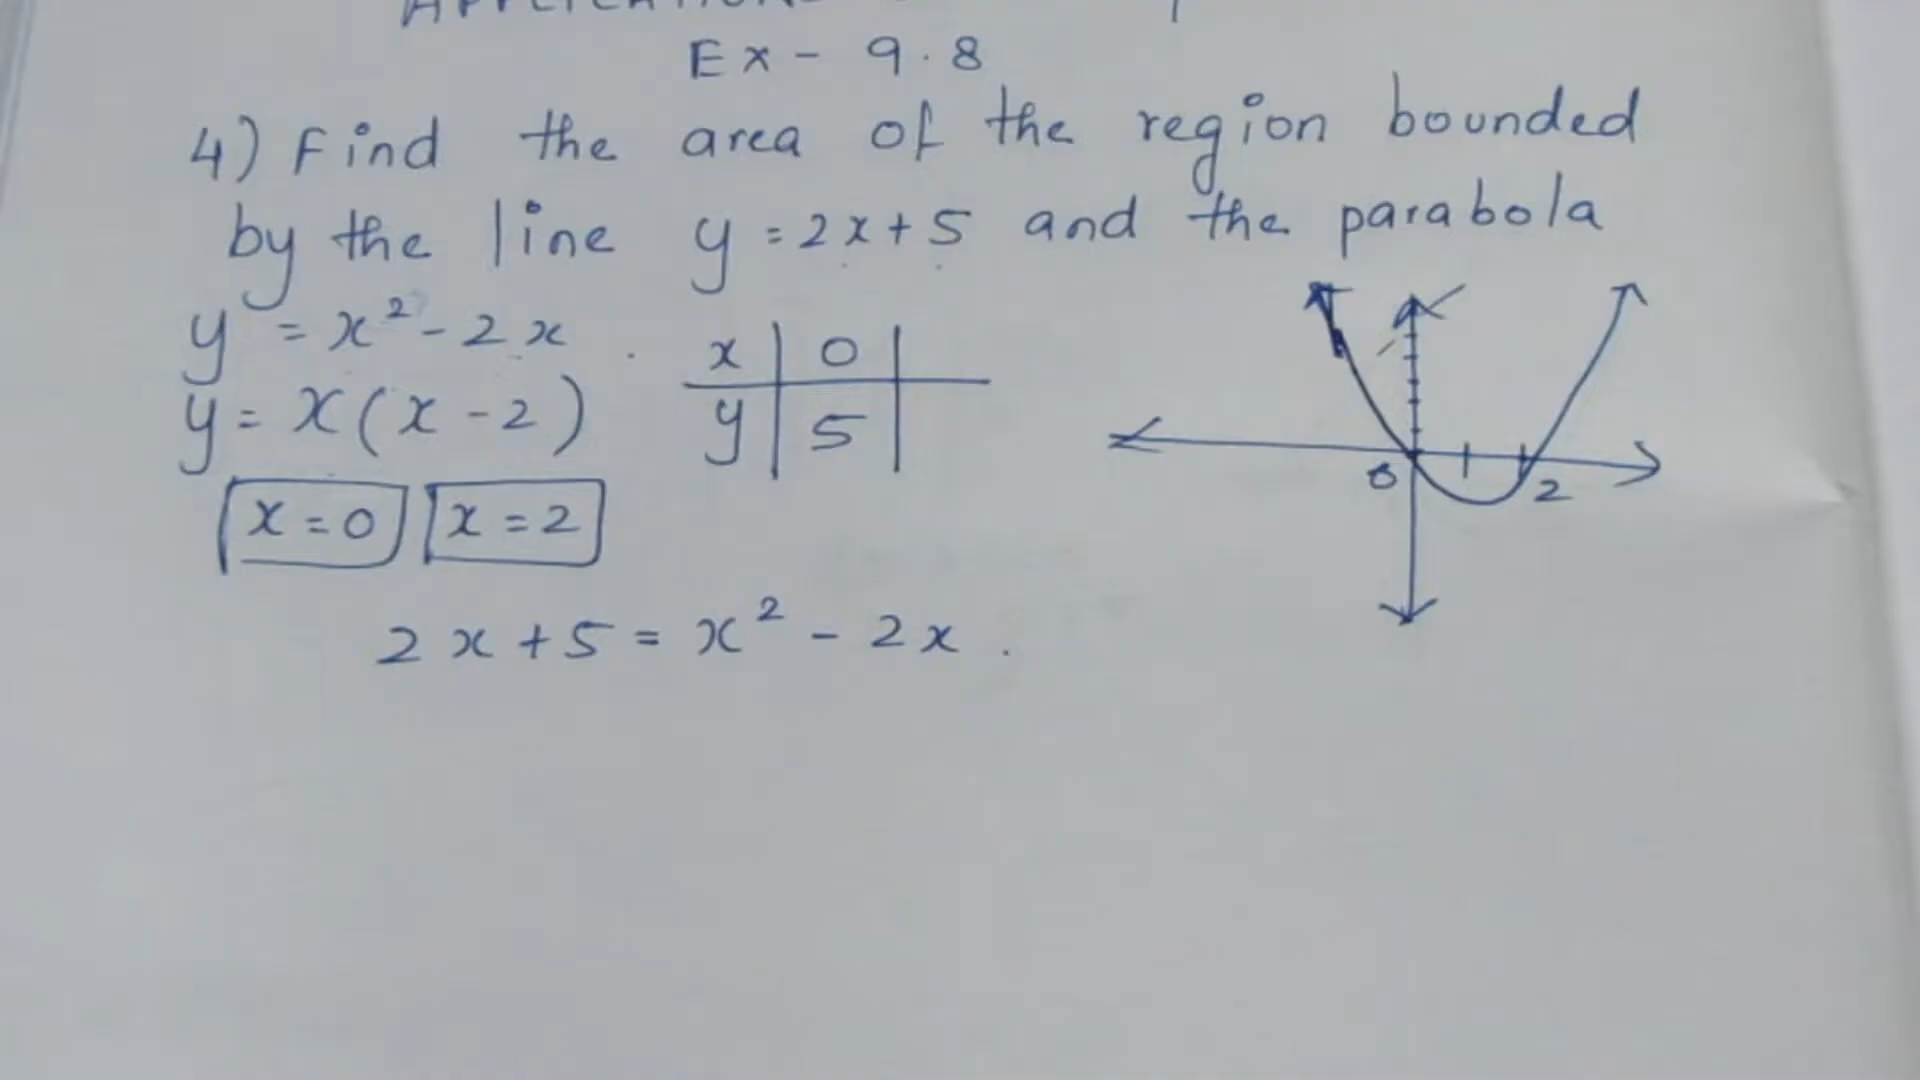 Ex - 9.8
4) Find the area of the region bounded
by the line y = 2x + 5 and the parabola
y = x² - 2x .
y = x(x - 2)
x = 0 x = 2
x 0
y 5
0 2
2x + 5 = x² - 2x .